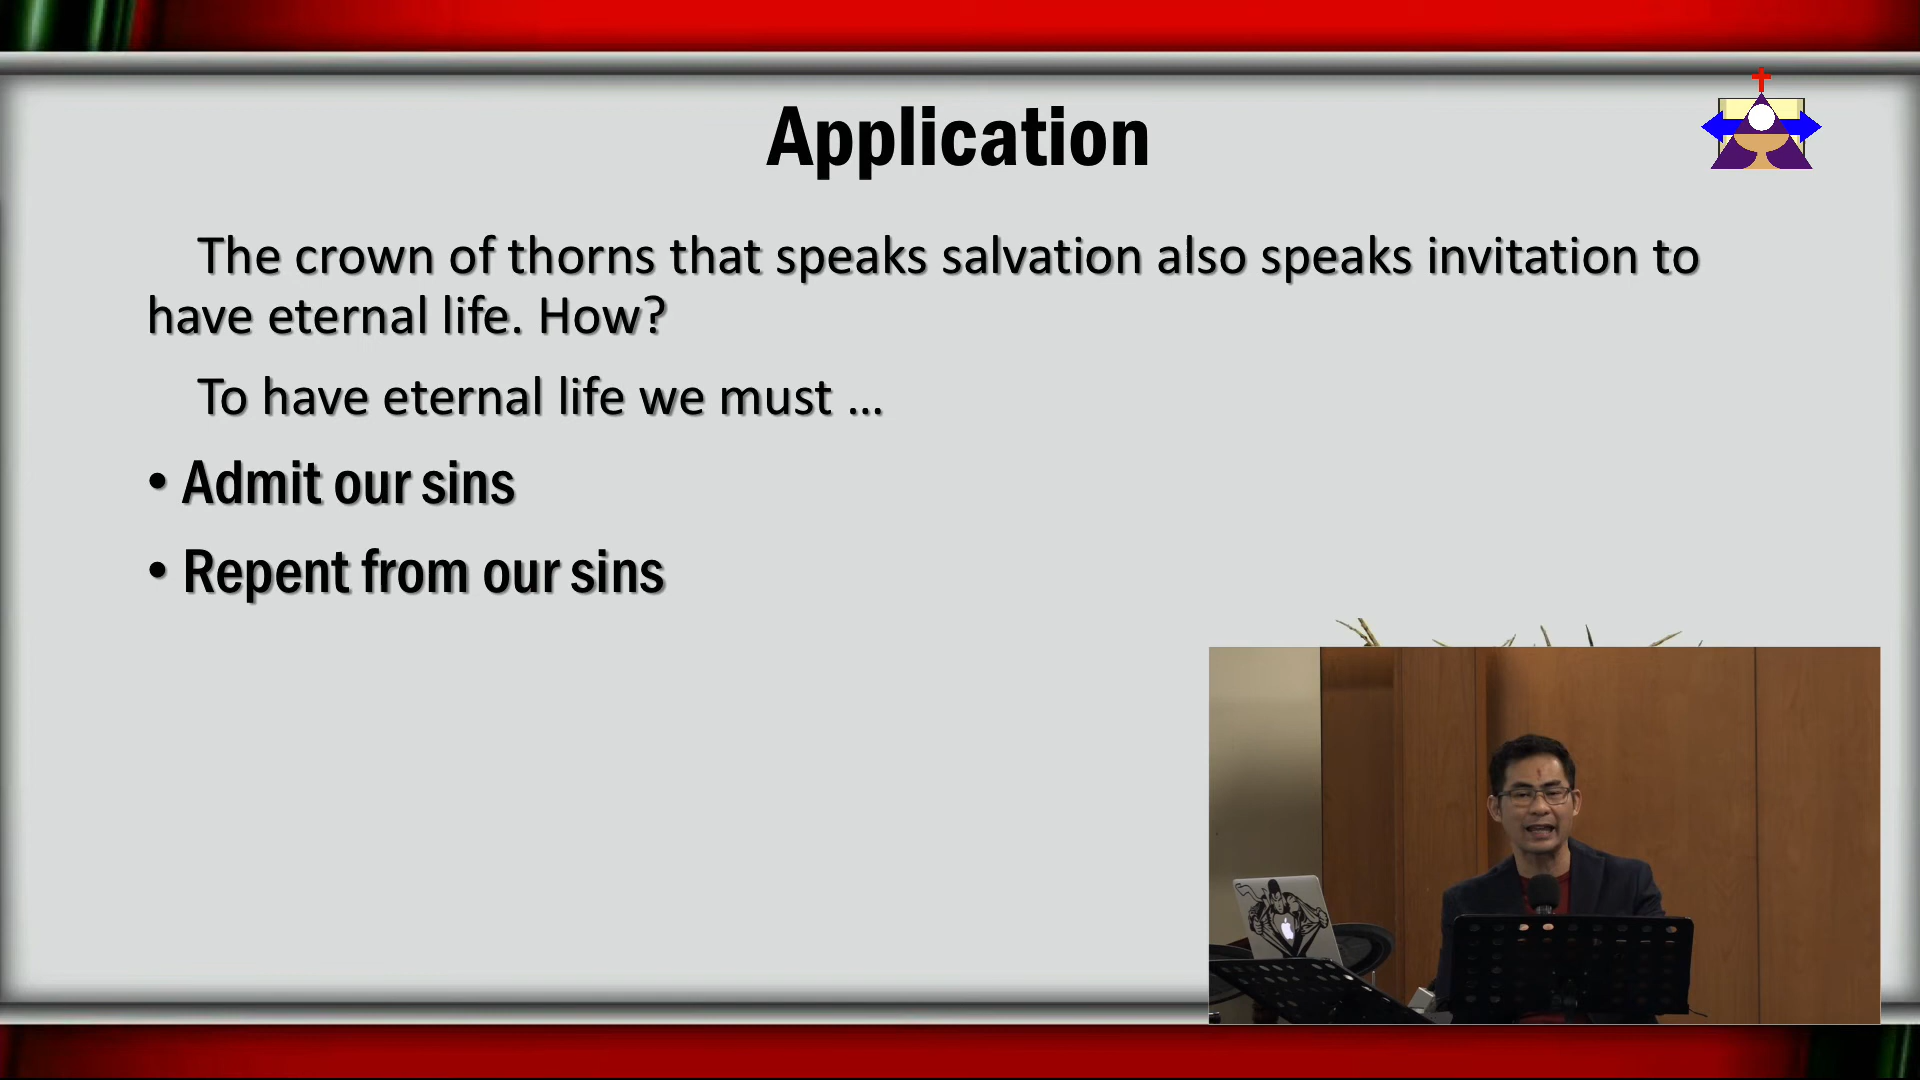 Application
The crown of thorns that speaks salvation also speaks invitation to
have eternal life. How?
To have eternal life we must ...
• Admit our sins
• Repent from our sins